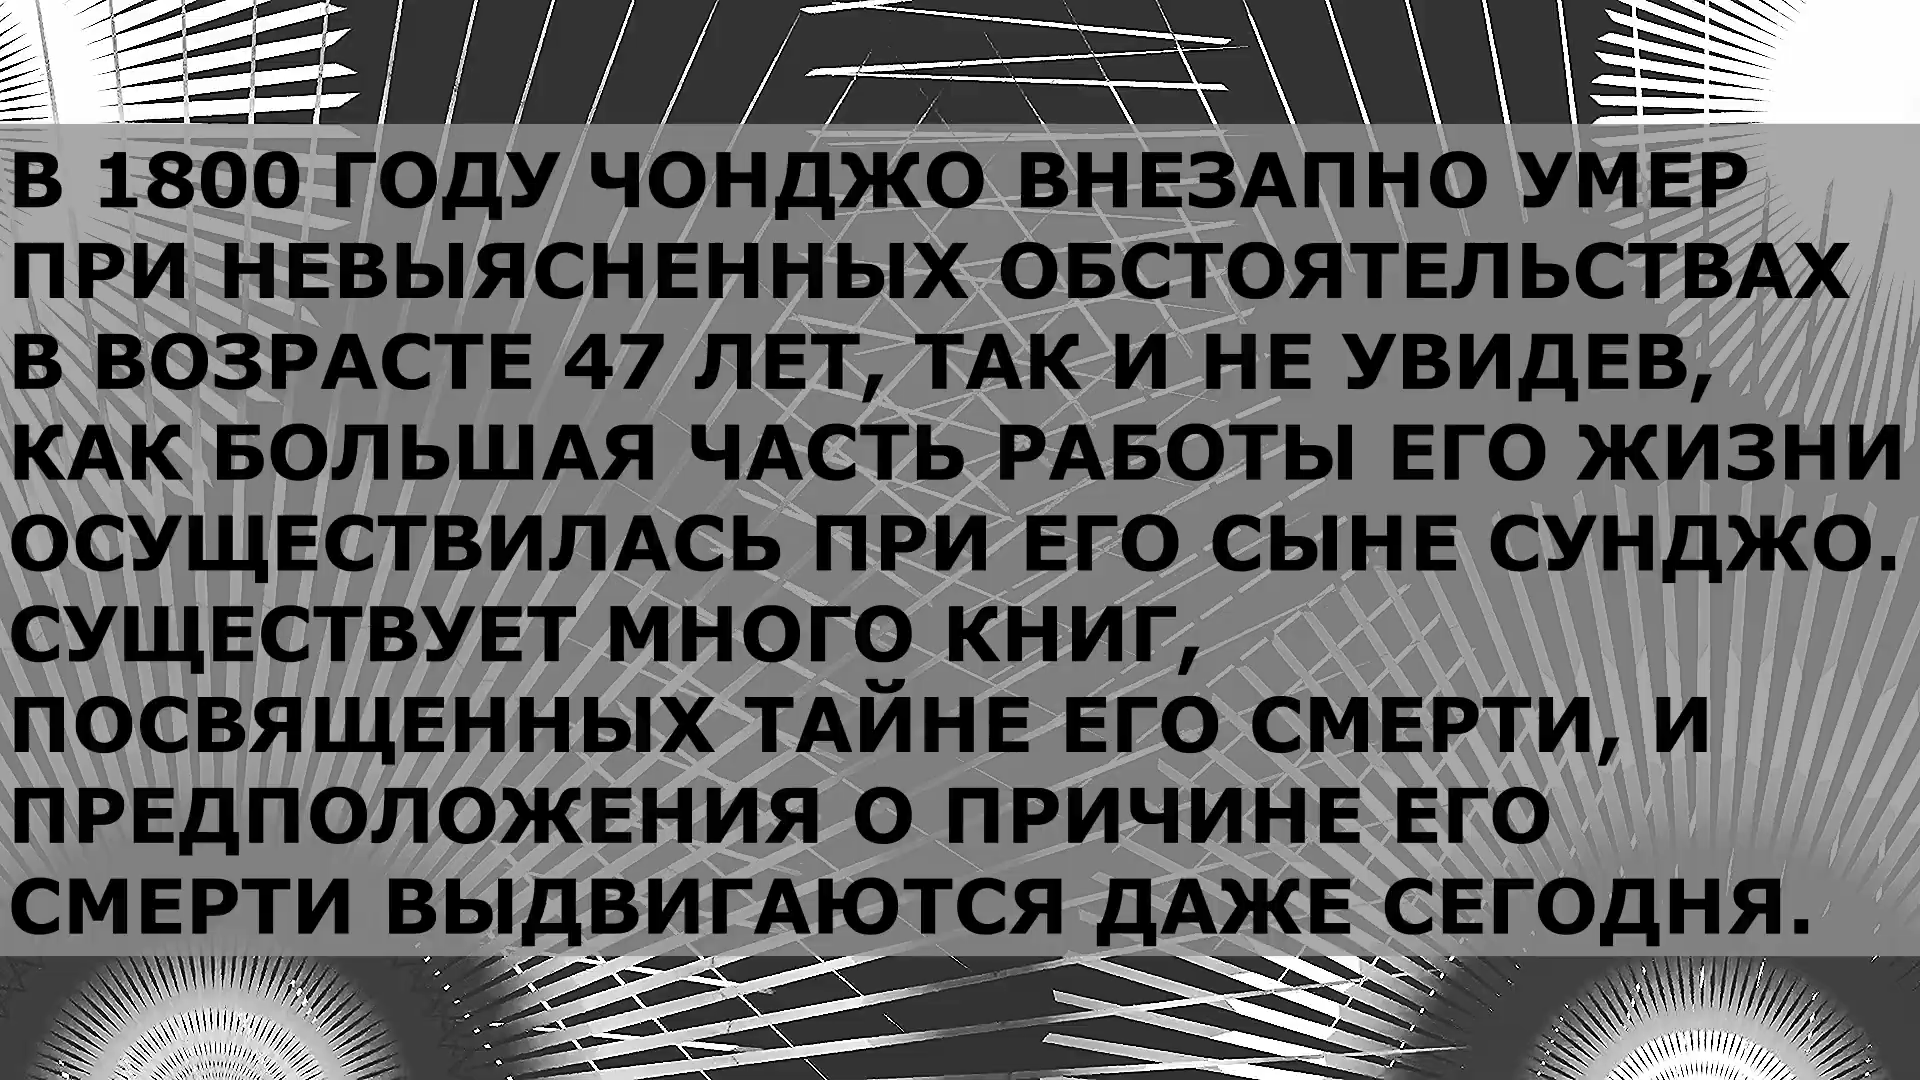 В 1800 ГОДУ ЧОНДЖО ВНЕЗАПНО УМЕР
ПРИ НЕВЫЯСНЕННЫХ ОБСТОЯТЕЛЬСТВАХ
В ВОЗРАСТЕ 47 ЛЕТ, ТАК И НЕ УВИДЕВ,
КАК БОЛЬШАЯ ЧАСТЬ РАБОТЫ ЕГО ЖИЗНИ
ОСУЩЕСТВИЛАСЬ ПРИ ЕГО СЫНЕ СУНДЖО.
СУЩЕСТВУЕТ МНОГО КНИГ,
ПОСВЯЩЕННЫХ ТАЙНЕ ЕГО СМЕРТИ, И
ПРЕДПОЛОЖЕНИЯ О ПРИЧИНЕ ЕГО
СМЕРТИ ВЫДВИГАЮТСЯ ДАЖЕ СЕГОДНЯ.